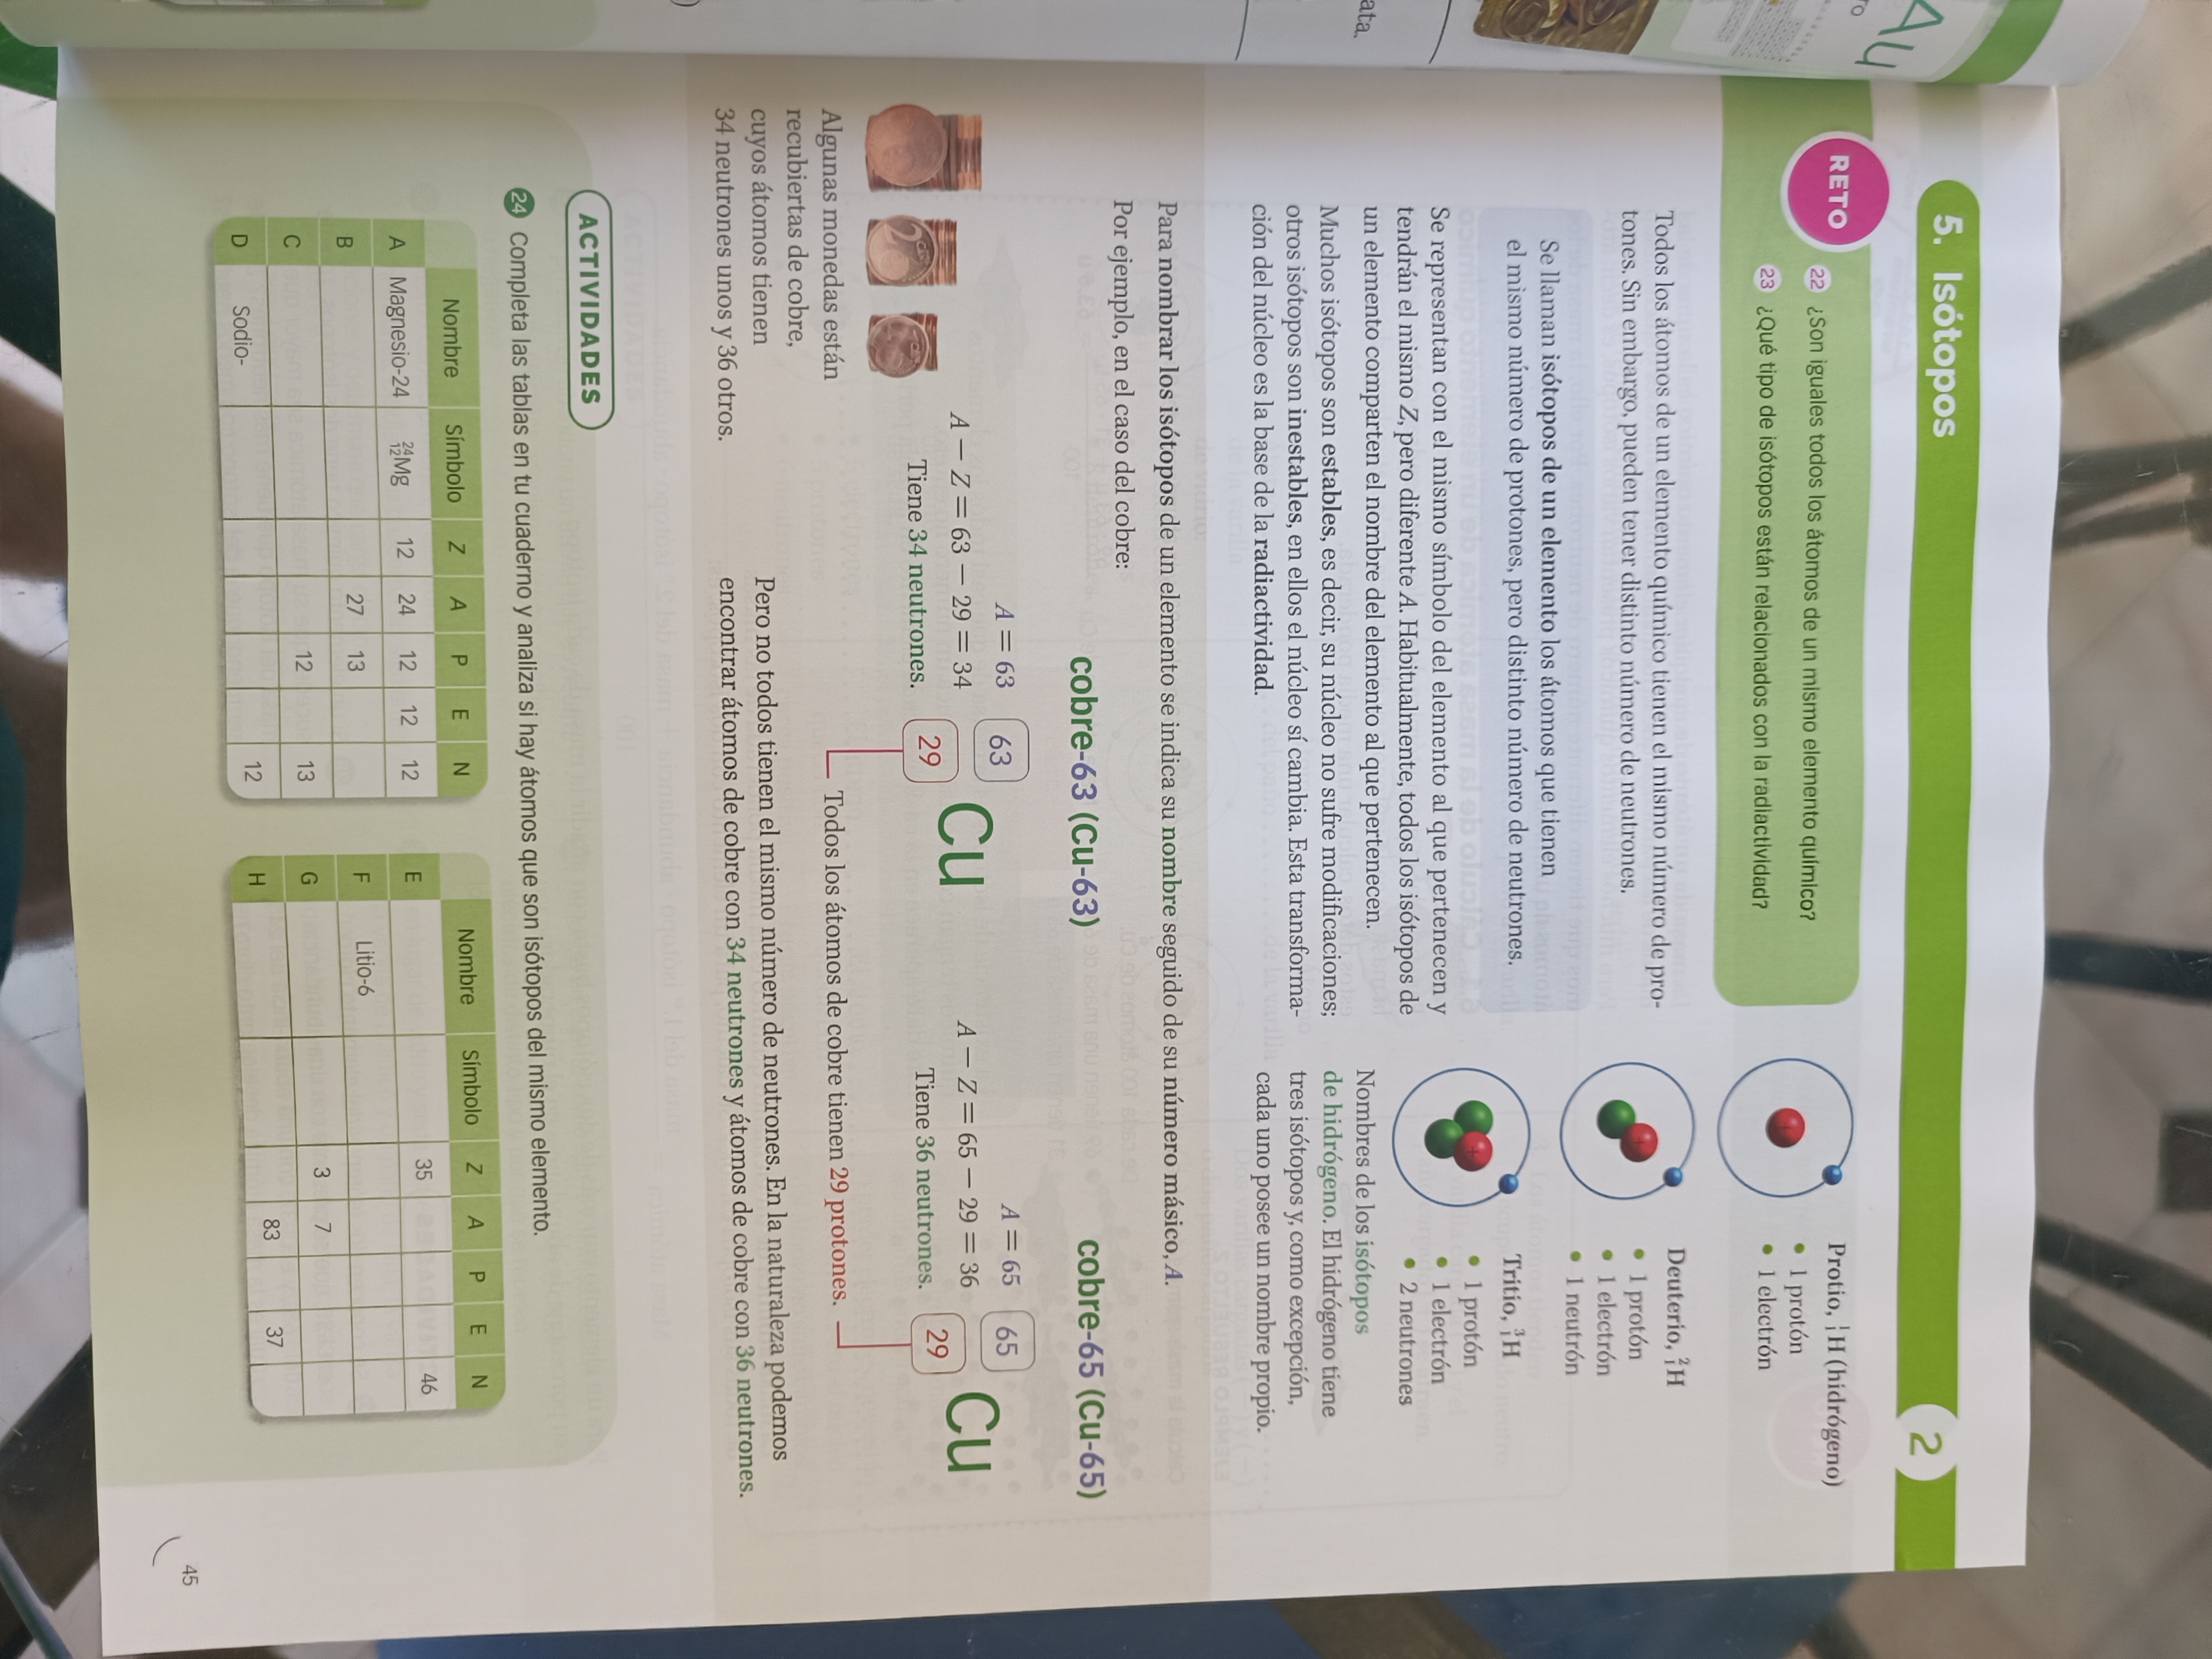 Au
ro
ata.
)
5. Isótopos
2
RETO
22 ¿Son iguales todos los átomos de un mismo elemento químico?
23 ¿Qué tipo de isótopos están relacionados con la radiactividad?
Todos los átomos de un elemento químico tienen el mismo número de pro-
tones. Sin embargo, pueden tener distinto número de neutrones.
Se llaman isótopos de un elemento los átomos que tienen
el mismo número de protones, pero distinto número de neutrones.
Se representan con el mismo símbolo del elemento al que pertenecen y
tendrán el mismo Z, pero diferente A. Habitualmente, todos los isótopos de
un elemento comparten el nombre del elemento al que pertenecen.
Muchos isótopos son estables, es decir, su núcleo no sufre modificaciones;
otros isótopos son inestables, en ellos el núcleo sí cambia. Esta transforma-
ción del núcleo es la base de la radiactividad.
Protio, ¹₁H (hidrógeno)
• 1 protón
• 1 electrón
Deuterio, ²₁H
• 1 protón
• 1 electrón
• 1 neutrón
Tritio, ³₁H
• 1 protón
• 1 electrón
• 2 neutrones
Nombres de los isótopos
de hidrógeno. El hidrógeno tiene
tres isótopos y, como excepción,
cada uno posee un nombre propio.
Para nombrar los isótopos de un elemento se indica su nombre seguido de su número másico, A.
Por ejemplo, en el caso del cobre:
cobre-63 (Cu-63)
A = 63
A − Z = 63 − 29 = 34
Tiene 34 neutrones.
63
29
Cu
cobre-65 (Cu-65)
A = 65
A − Z = 65 − 29 = 36
Tiene 36 neutrones.
65
29
Cu
Todos los átomos de cobre tienen 29 protones.
Algunas monedas están
recubiertas de cobre,
cuyos átomos tienen
34 neutrones unos y 36 otros.
Pero no todos tienen el mismo número de neutrones. En la naturaleza podemos
encontrar átomos de cobre con 34 neutrones y átomos de cobre con 36 neutrones.
ACTIVIDADES
24 Completa las tablas en tu cuaderno y analiza si hay átomos que son isótopos del mismo elemento.
Nombre Símbolo Z A P E N
A Magnesio-24 ²⁴₁₂Mg 12 24 12 12 12
B 27 13
C 12 13
D Sodio- 12
Nombre Símbolo Z A P E N
E 35 46
F Litio-6
G 3 7
H 83 37
45